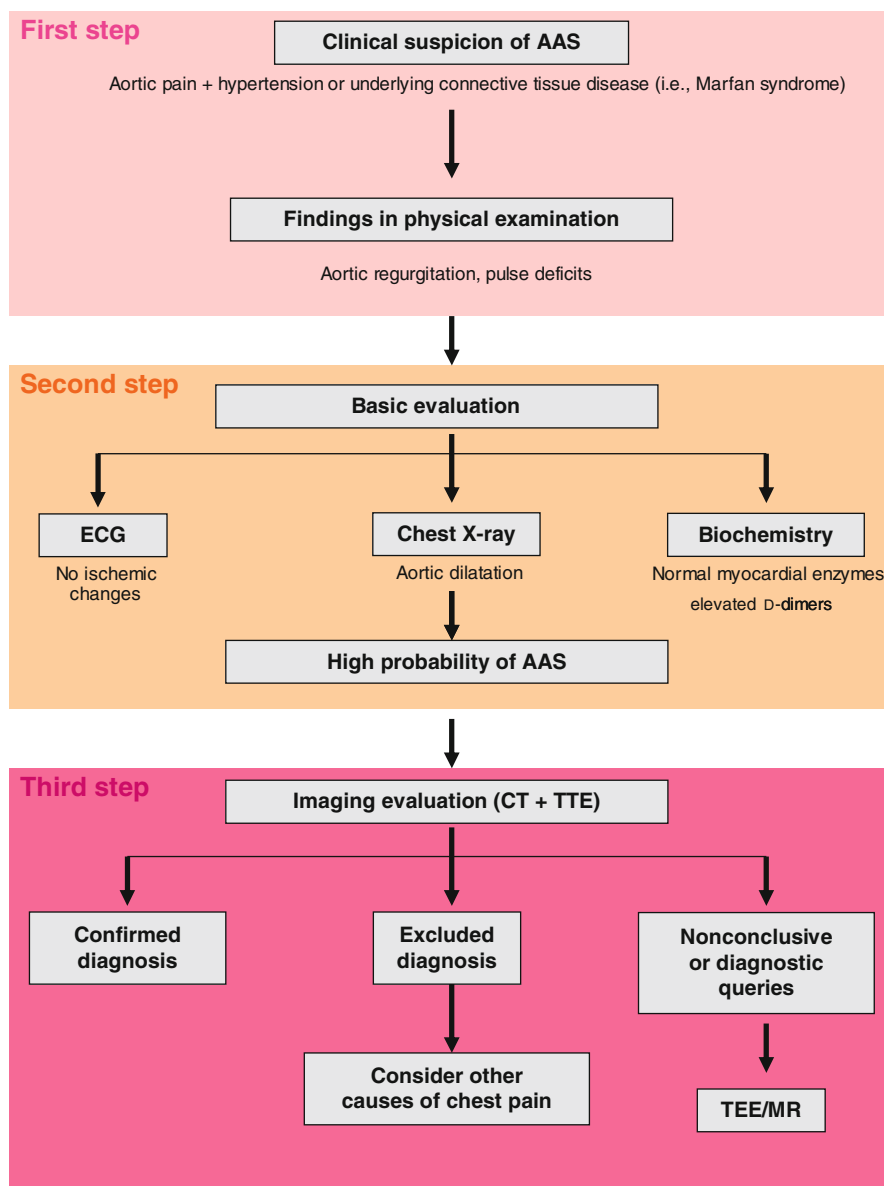 First step
Clinical suspicion of AAS
Aortic pain + hypertension or underlying connective tissue disease (i.e., Marfan syndrome)
Findings in physical examination
Aortic regurgitation, pulse deficits
Second step
Basic evaluation
ECG
No ischemic
changes
Chest X-ray
Aortic dilatation
Biochemistry
Normal myocardial enzymes
elevated D-dimers
High probability of AAS
Third step
Imaging evaluation (CT + TTE)
Confirmed
diagnosis
Excluded
diagnosis
Nonconclusive
or diagnostic
queries
Consider other
causes of chest pain
TEE/MR